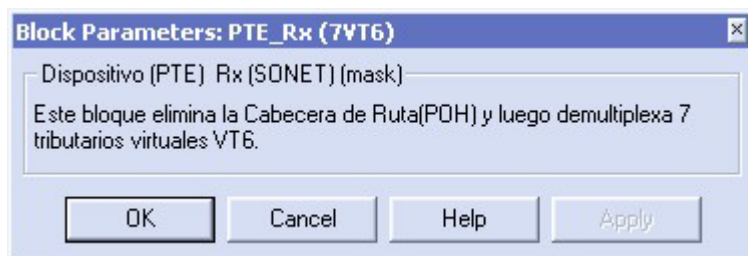 Block Parameters: PTE_Rx (7VT6)
Dispositivo (PTE) Rx (SONET) (mask)
Este bloque elimina la Cabecera de Ruta(POH) y luego demultiplexa 7
tributarios virtuales VT6.
OK Cancel Help Apply